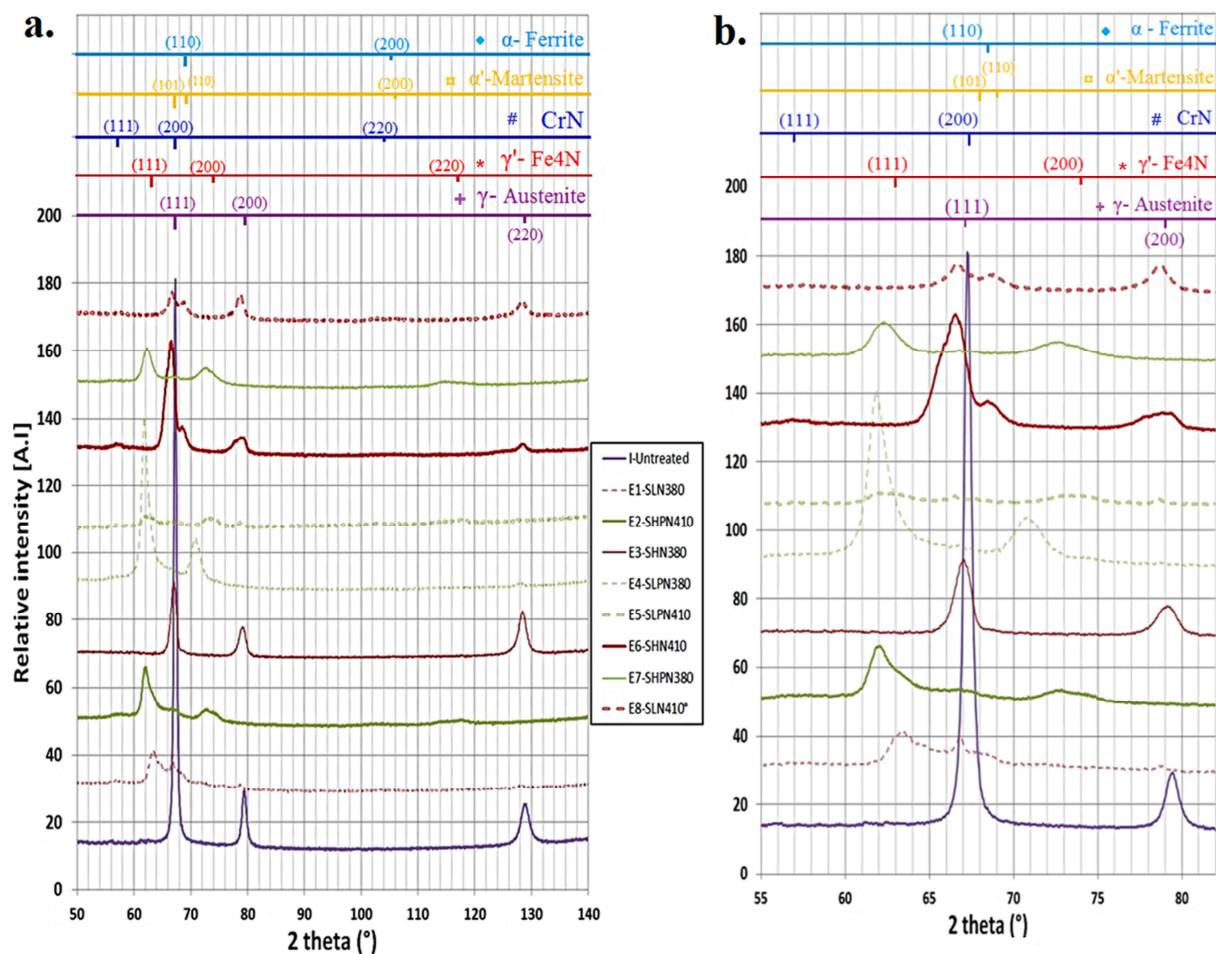 a.
(110) (200) ♦ α- Ferrite
(101) (110) (200) ¤ α'-Martensite
(111) (200) (220) # CrN
(111) (200) (220) * γ'- Fe4N
(111) (200) + γ- Austenite
(220)
Relative intensity [A.I]
200
180
160
140
120
100
80
60
40
20
0
50 60 70 80 90 100 110 120 130 140
2 theta (°)
I-Untreated
E1-SLN380
E2-SHPN410
E3-SHN380
E4-SLPN380
E5-SLPN410
E6-SHN410
E7-SHPN380
E8-SLN410*
b.
(110) ♦ α - Ferrite
(101) (110) ¤ α'-Martensite
(111) (200) # CrN
(111) (200) * γ'- Fe4N
(111) + γ- Austenite
(200)
200
180
160
140
120
100
80
60
40
20
0
55 60 65 70 75 80
2 theta (°)